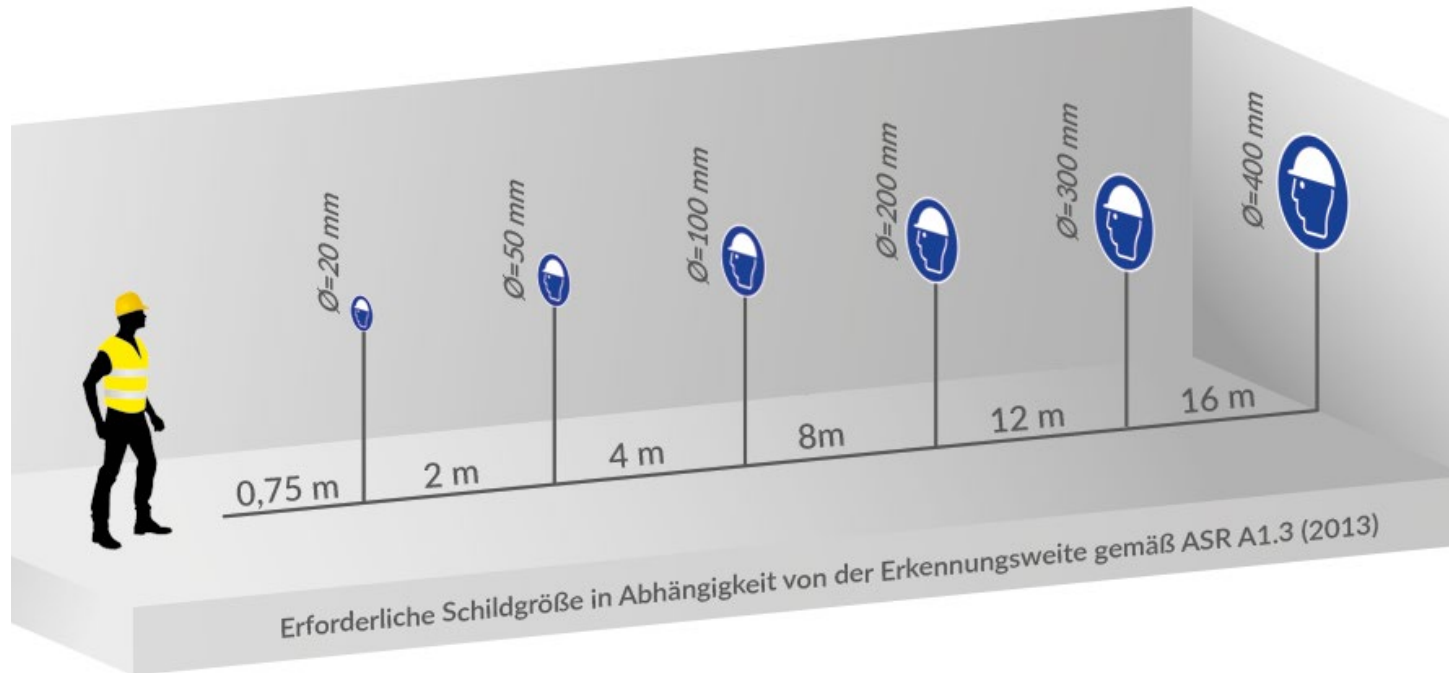 Ø=20 mm
Ø=50 mm
Ø=100 mm
Ø=200 mm
Ø=300 mm
Ø=400 mm
0,75 m
2 m
4 m
8m
12 m
16 m
Erforderliche Schildgröße in Abhängigkeit von der Erkennungsweite gemäß ASR A1.3 (2013)